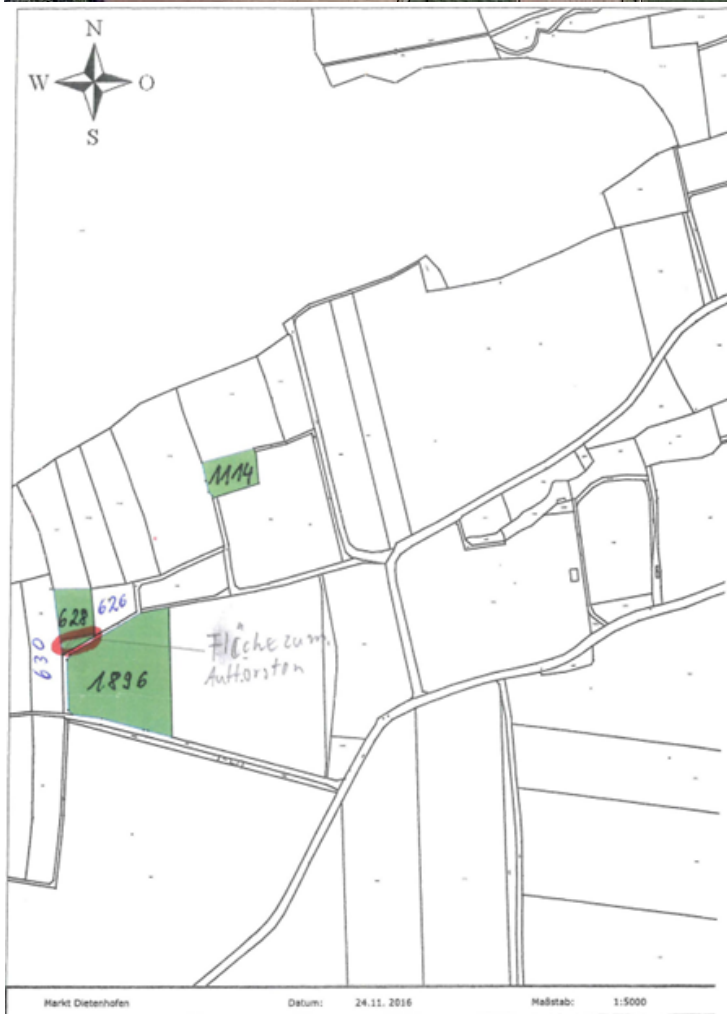 N
W O
S
1114
628
626
630
Fläche zum
Aufforsten
1896
Markt Dietenhofen Datum: 24.11. 2016 Maßstab: 1:5000